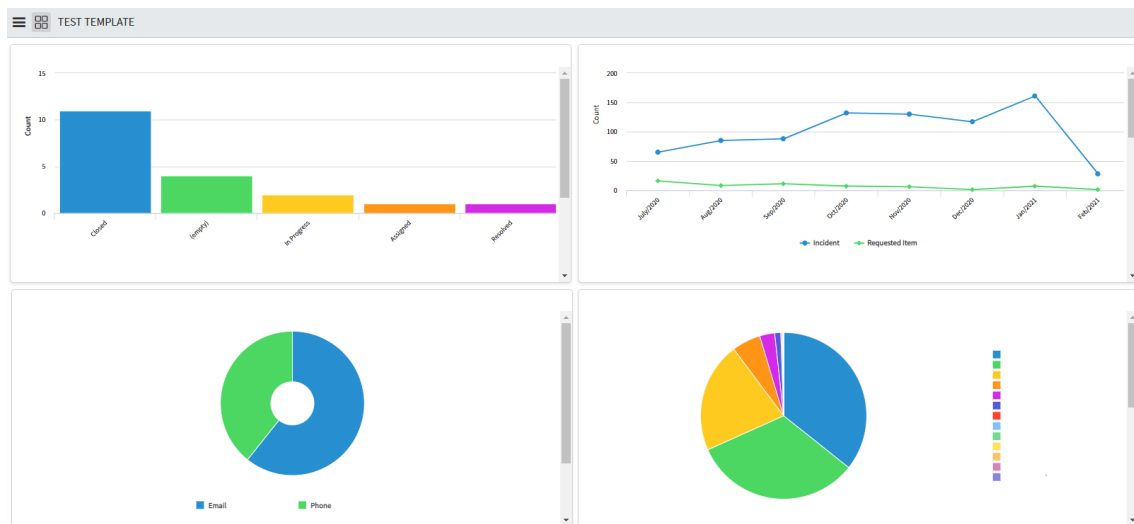 TEST TEMPLATE
15
10
5
0
Count
Closed
(empty)
In Progress
Assigned
Resolved
200
150
100
50
0
Count
July/2020
Aug/2020
Sep/2020
Oct/2020
Nov/2020
Dec/2020
Jan/2021
Feb/2021
Incident Requested Item
Email Phone